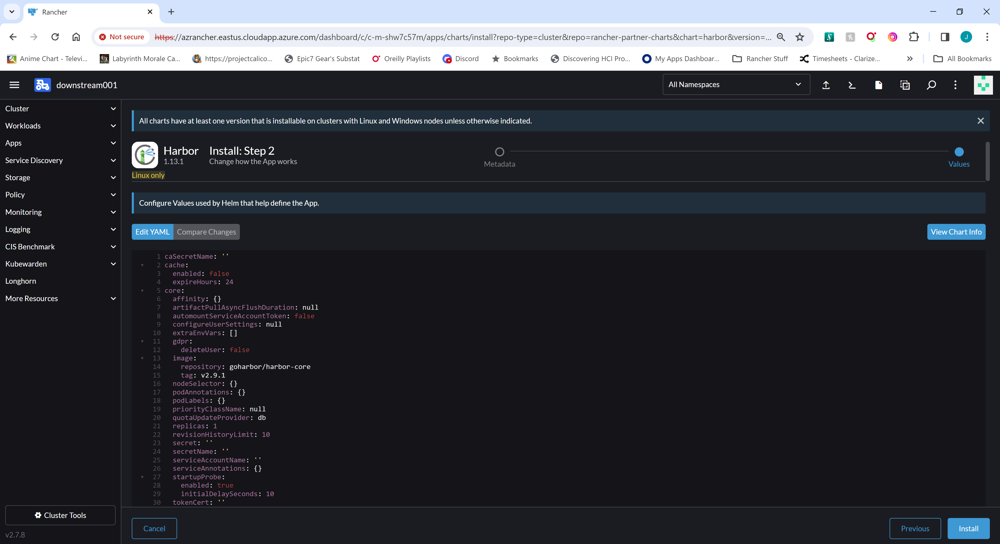 Rancher
Not secure
https://azrancher.eastus.cloudapp.azure.com/dashboard/c/c-m-shw7c57m/apps/charts/install?repo-type=cluster&repo=rancher-partner-charts&chart=harbor&version=...
J
Anime Chart - Televi...
Labyrinth Morale Ca...
https://projectcalico...
Epic7 Gear's Substat
Oreilly Playlists
Discord
Bookmarks
Discovering HCI Pro...
My Apps Dashboar...
Rancher Stuff
Timesheets - Clarize...
All Bookmarks
downstream001
All Namespaces
Cluster
Workloads
Apps
Service Discovery
Storage
Policy
Monitoring
Logging
CIS Benchmark
Kubewarden
Longhorn
More Resources
Cluster Tools
v2.7.8
All charts have at least one version that is installable on clusters with Linux and Windows nodes unless otherwise indicated.
Harbor
1.13.1
Linux only
Install: Step 2
Change how the App works
Metadata
Values
Configure Values used by Helm that help define the App.
Edit YAML
Compare Changes
View Chart Info
1 caSecretName: ''
2 cache:
3 enabled: false
4 expireHours: 24
5 core:
6 affinity: {}
7 artifactPullAsyncFlushDuration: null
8 automountServiceAccountToken: false
9 configureUserSettings: null
10 extraEnvVars: []
11 gdpr:
12 deleteUser: false
13 image:
14 repository: goharbor/harbor-core
15 tag: v2.9.1
16 nodeSelector: {}
17 podAnnotations: {}
18 podLabels: {}
19 priorityClassName: null
20 quotaUpdateProvider: db
21 replicas: 1
22 revisionHistoryLimit: 10
23 secret: ''
24 secretName: ''
25 serviceAccountName: ''
26 serviceAnnotations: {}
27 startupProbe:
28 enabled: true
29 initialDelaySeconds: 10
30 tokenCert: ''
Cancel
Previous
Install